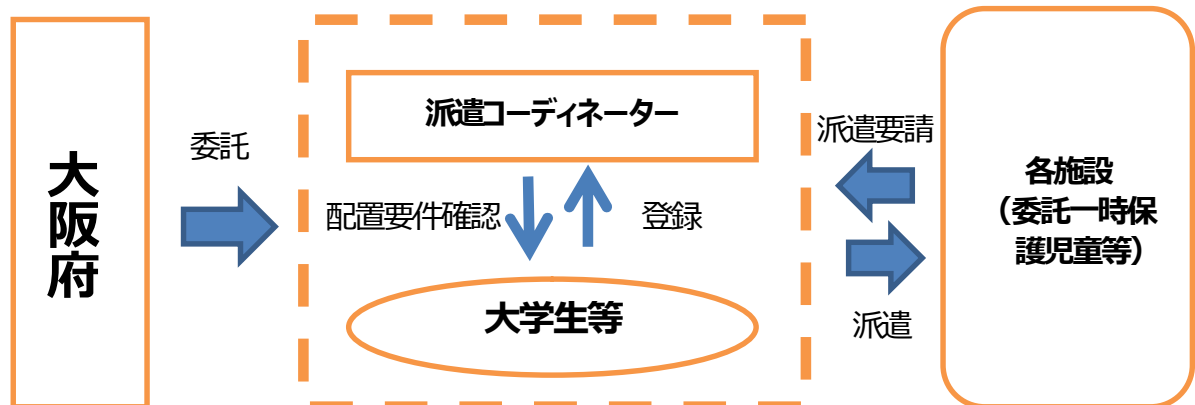 大阪府
委託
派遣コーディネーター
配置要件確認
登録
大学生等
派遣要請
派遣
各施設
（委託一時保
護児童等）